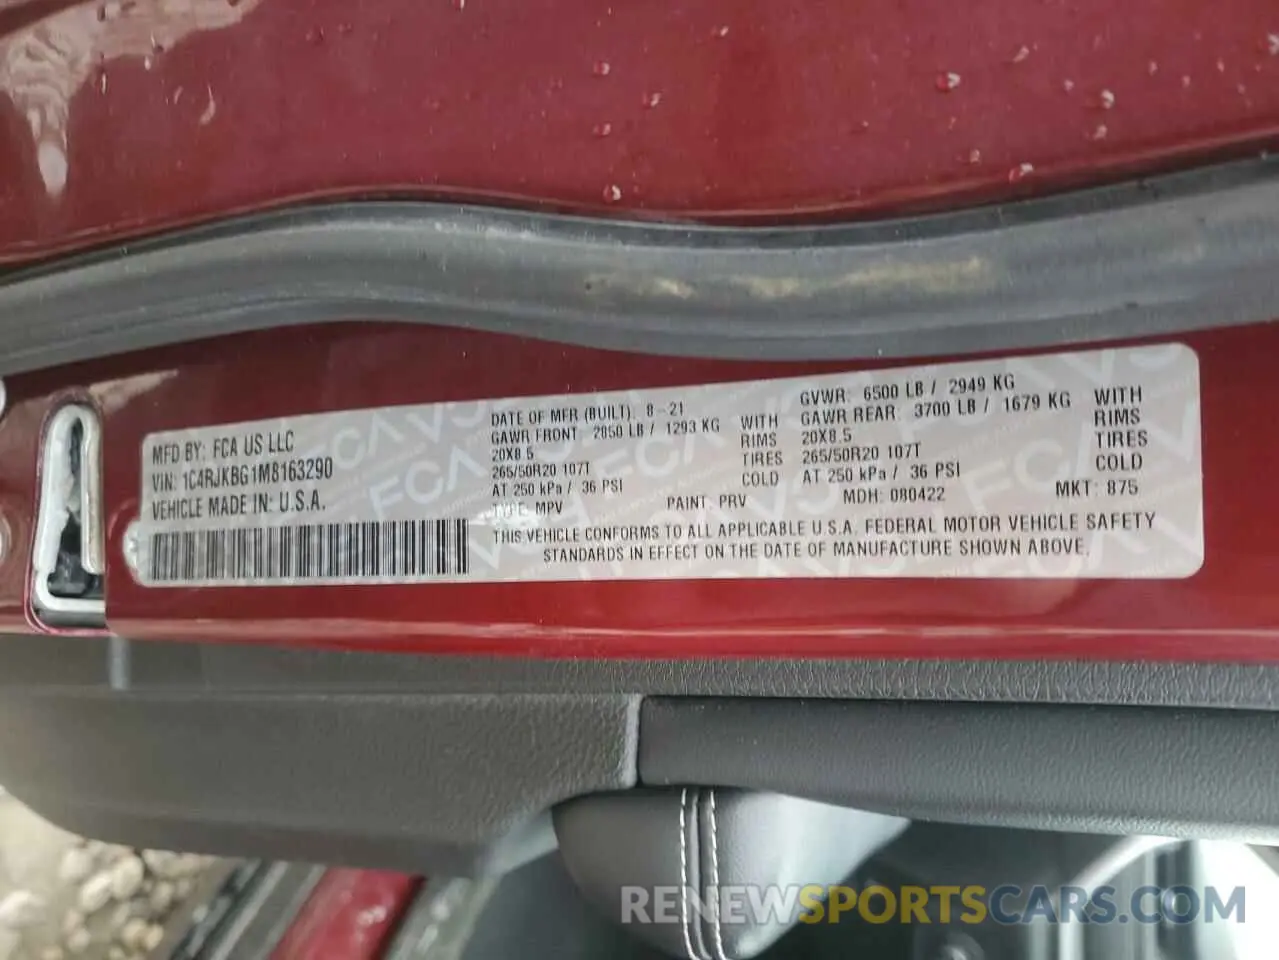 MFD BY: FCA US LLC
VIN: 1C4RJKBG1M8163290
VEHICLE MADE IN: U.S.A.
DATE OF MFR (BUILT): 8-21
GAWR FRONT: 2850 LB / 1293 KG WITH
20X8.5 RIMS
265/50R20 107T TIRES
AT 250 kPa / 36 PSI COLD
TYPE: MPV PAINT: PRV
GVWR: 6500 LB / 2949 KG
GAWR REAR: 3700 LB / 1679 KG WITH
20X8.5 RIMS
265/50R20 107T TIRES
AT 250 kPa / 36 PSI COLD
MDH: 080422 MKT: 875
THIS VEHICLE CONFORMS TO ALL APPLICABLE U.S.A. FEDERAL MOTOR VEHICLE SAFETY
STANDARDS IN EFFECT ON THE DATE OF MANUFACTURE SHOWN ABOVE.
RENEWSPORTSCARS.COM